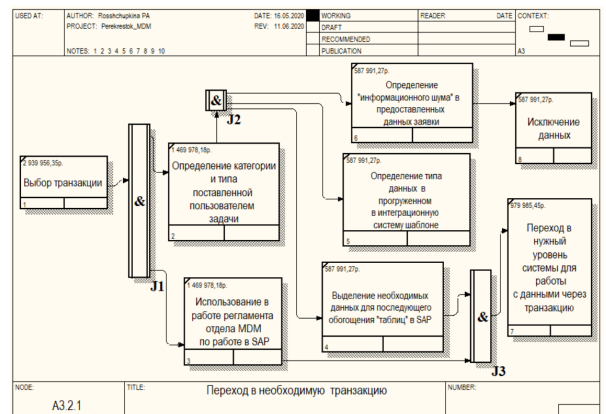 USED AT:
AUTHOR: Rosshchupkina PA
DATE: 16.05.2020
WORKING
READER
DATE
CONTEXT:
PROJECT: Perekrestok_MDM
REV: 11.06.2020
DRAFT
RECOMMENDED
NOTES: 1 2 3 4 5 6 7 8 9 10
PUBLICATION
A3
2 939 956,35р.
Выбор транзакции
1
&
J1
1 469 978,18р.
Определение категории
и типа
поставленной
пользователем
задачи
2
1 469 978,18р.
Использование в
работе регламента
отдела MDM
по работе в SAP
3
&
J2
587 991,27р.
Определение
"информационного шума" в
предоставленных
данных заявки
6
587 991,27р.
Исключение
данных
8
587 991,27р.
Определение типа
данных в
прогруженном
в интеграционную
систему шаблоне
5
587 991,27р.
Выделение необходимых
данных для последующего
обогощения "таблиц" в SAP
4
&
J3
979 985,45р.
Переход в
нужный
уровень
системы для
работы
с данными через
транзакцию
7
NODE:
TITLE:
NUMBER:
A3.2.1
Переход в необходимую транзакцию